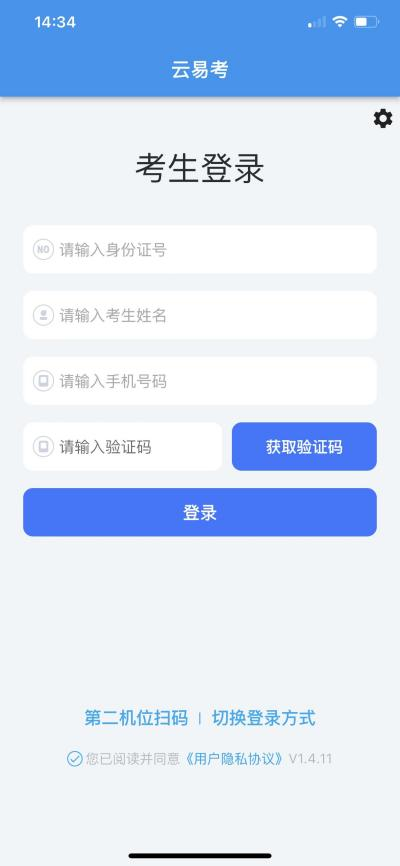 14:34
云易考
考生登录
NO 请输入身份证号
请输入考生姓名
请输入手机号码
请输入验证码 获取验证码
登录
第二机位扫码 | 切换登录方式
您已阅读并同意《用户隐私协议》V1.4.11